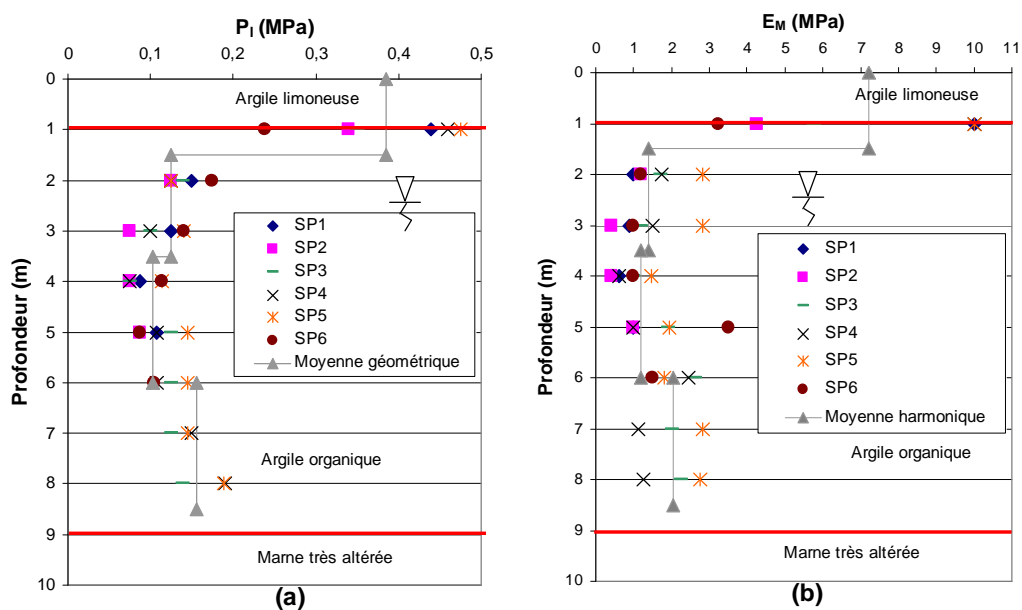 P_l (MPa)
0 0,1 0,2 0,3 0,4 0,5
0
1
2
3
4
5
6
7
8
9
10
Profondeur (m)
Argile limoneuse
SP1
SP2
SP3
SP4
SP5
SP6
Moyenne géométrique
Argile organique
Marne très altérée
(a)
E_M (MPa)
0 1 2 3 4 5 6 7 8 9 10 11
0
1
2
3
4
5
6
7
8
9
10
Profondeur (m)
Argile limoneuse
SP1
SP2
SP3
SP4
SP5
SP6
Moyenne harmonique
Argile organique
Marne très altérée
(b)